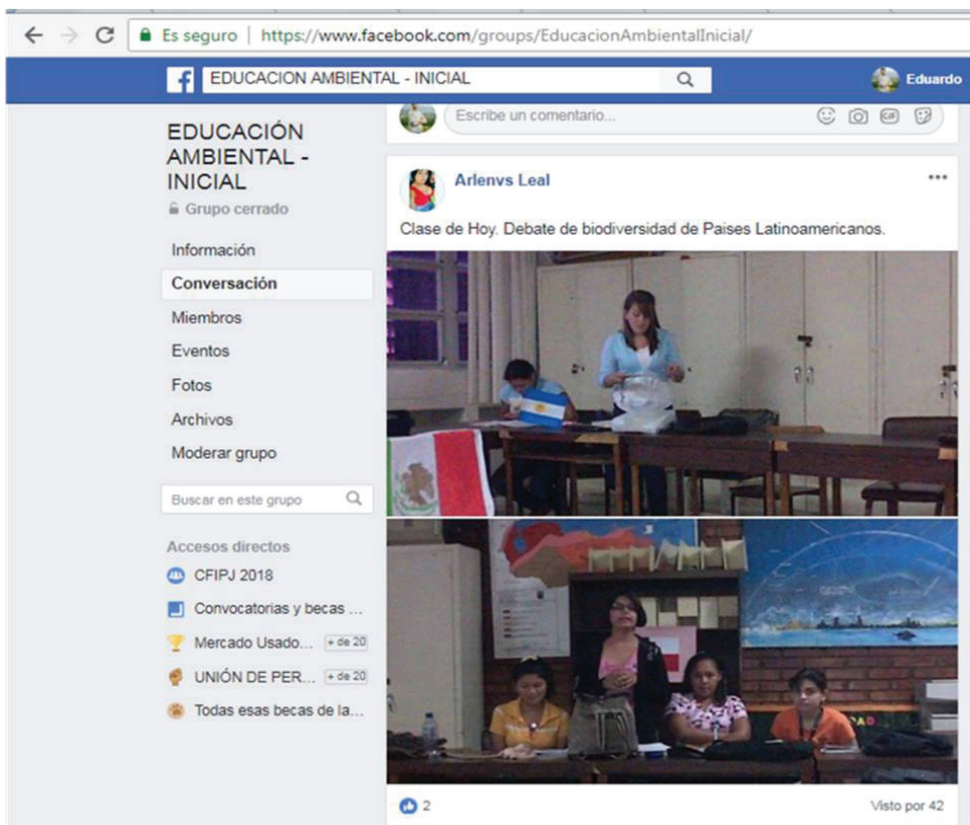 Es seguro | https://www.facebook.com/groups/EducacionAmbientalInicial/
f EDUCACION AMBIENTAL - INICIAL
Eduardo
EDUCACIÓN
AMBIENTAL -
INICIAL
Grupo cerrado
Información
Conversación
Miembros
Eventos
Fotos
Archivos
Moderar grupo
Buscar en este grupo
Accesos directos
CFIPJ 2018
Convocatorias y becas ...
Mercado Usado... + de 20
UNIÓN DE PER... + de 20
Todas esas becas de la...
Escribe un comentario...
GIF
Arlenys Leal
Clase de Hoy. Debate de biodiversidad de Paises Latinoamericanos.
2
Visto por 42